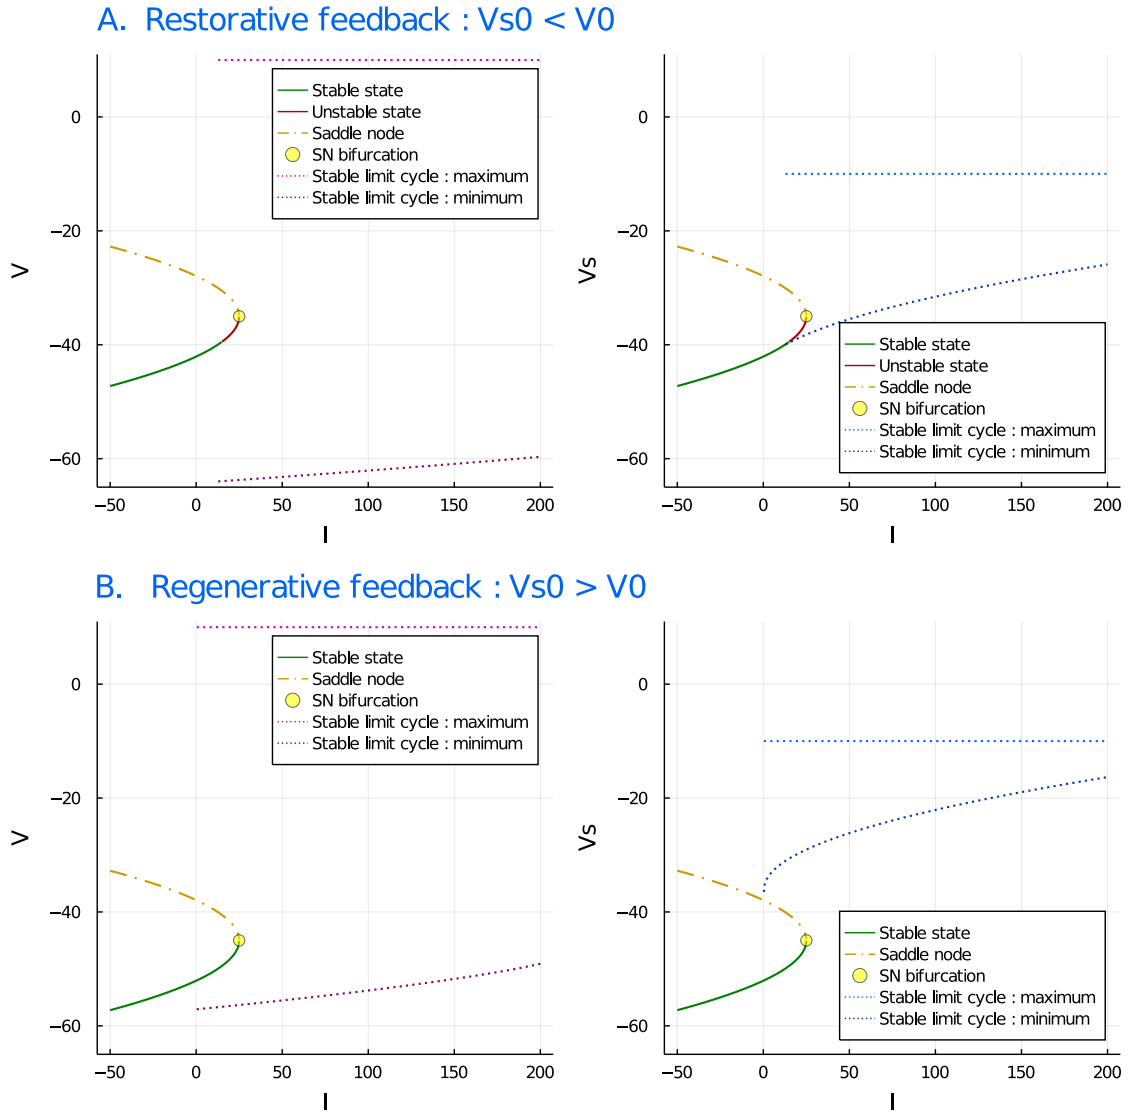 A. Restorative feedback : Vs0 < V0
0
−20
−40
−60
V
−50 0 50 100 150 200
I
Stable state
Unstable state
Saddle node
SN bifurcation
Stable limit cycle : maximum
Stable limit cycle : minimum
0
−20
−40
−60
Vs
−50 0 50 100 150 200
I
Stable state
Unstable state
Saddle node
SN bifurcation
Stable limit cycle : maximum
Stable limit cycle : minimum
B. Regenerative feedback : Vs0 > V0
0
−20
−40
−60
V
−50 0 50 100 150 200
I
Stable state
Saddle node
SN bifurcation
Stable limit cycle : maximum
Stable limit cycle : minimum
0
−20
−40
−60
Vs
−50 0 50 100 150 200
I
Stable state
Saddle node
SN bifurcation
Stable limit cycle : maximum
Stable limit cycle : minimum